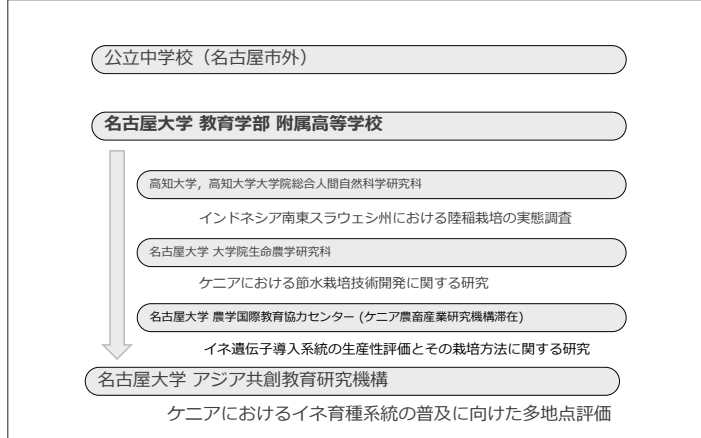 公立中学校（名古屋市外）
名古屋大学 教育学部 附属高等学校
高知大学，高知大学大学院総合人間自然科学研究科
インドネシア南東スラウェシ州における陸稲栽培の実態調査
名古屋大学 大学院生命農学研究科
ケニアにおける節水栽培技術開発に関する研究
名古屋大学 農学国際教育協力センター (ケニア農畜産業研究機構滞在)
イネ遺伝子導入系統の生産性評価とその栽培方法に関する研究
名古屋大学 アジア共創教育研究機構
ケニアにおけるイネ育種系統の普及に向けた多地点評価